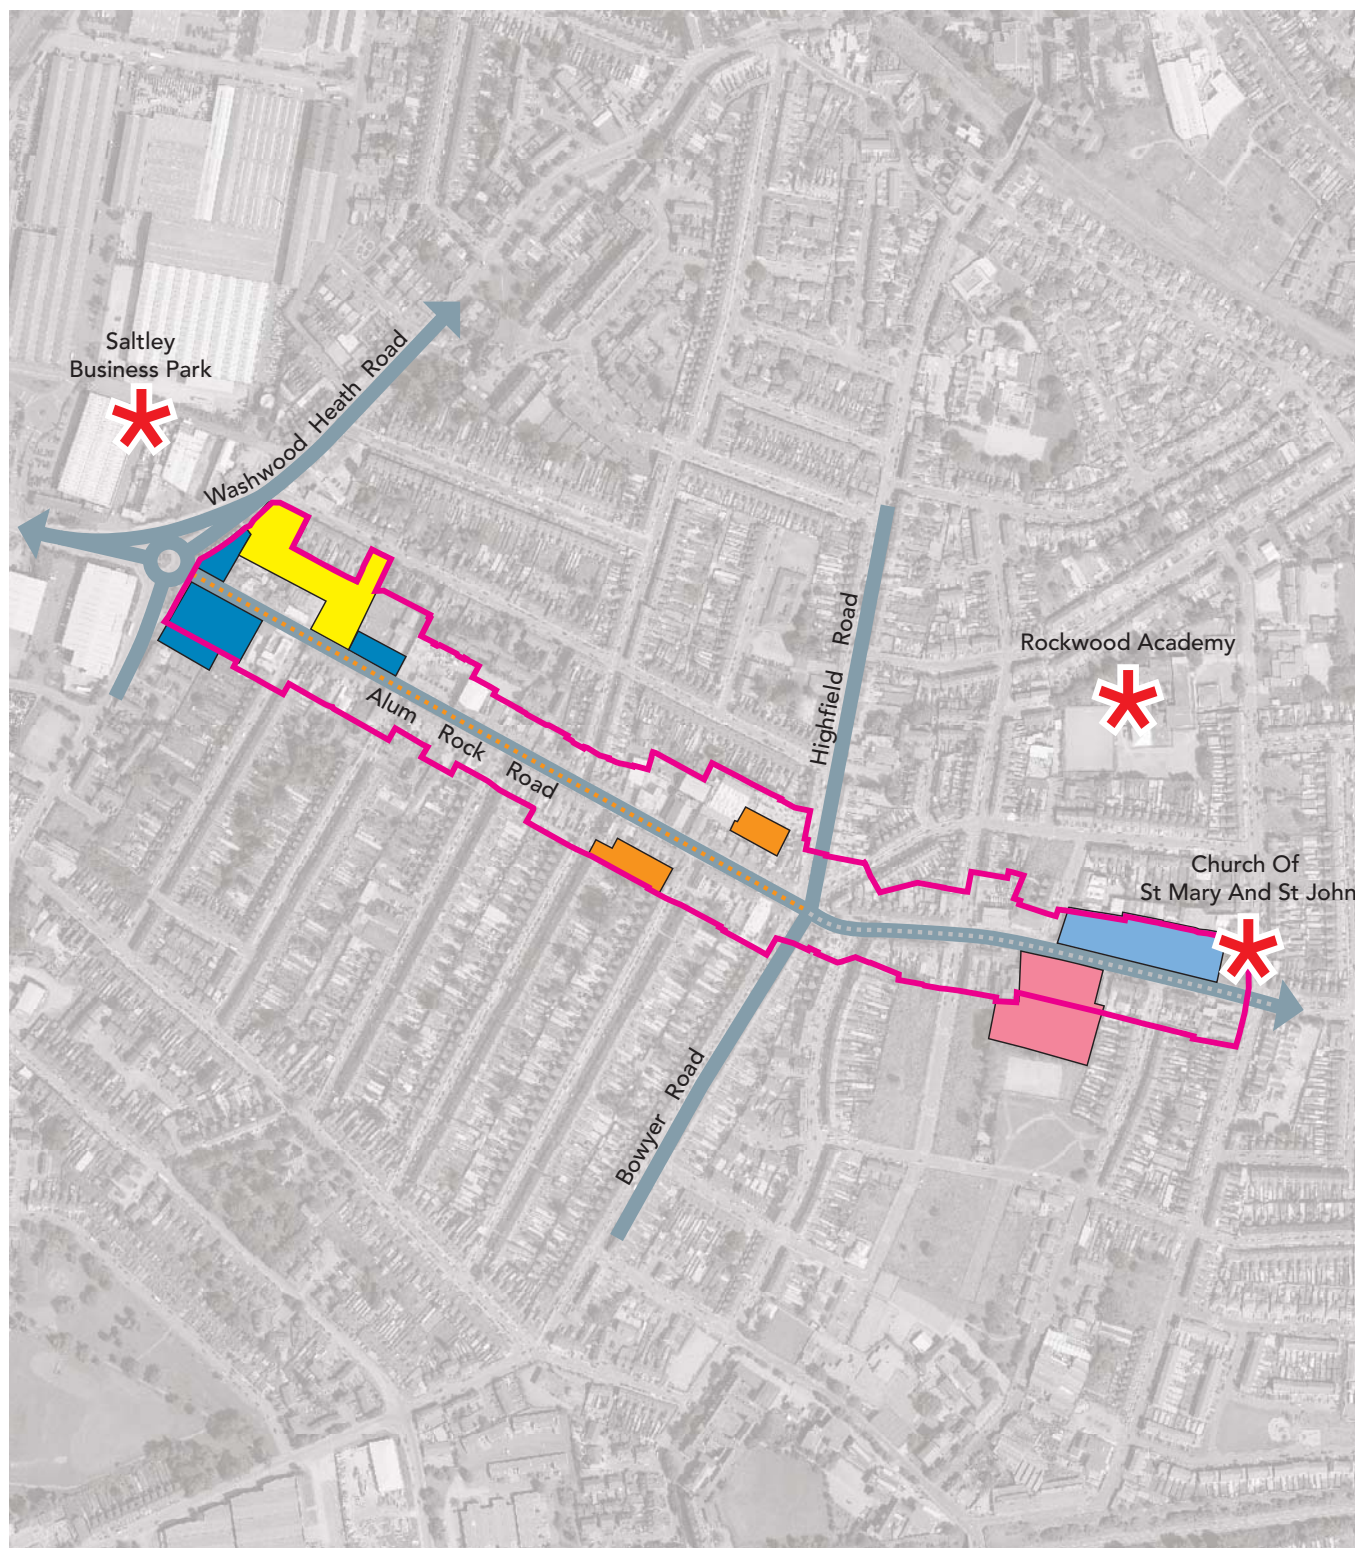 Saltley
Business Park
Washwood Heath Road
Highfield Road
Rockwood Academy
Alum Rock Road
Church Of
St Mary And St John
Bowyer Road